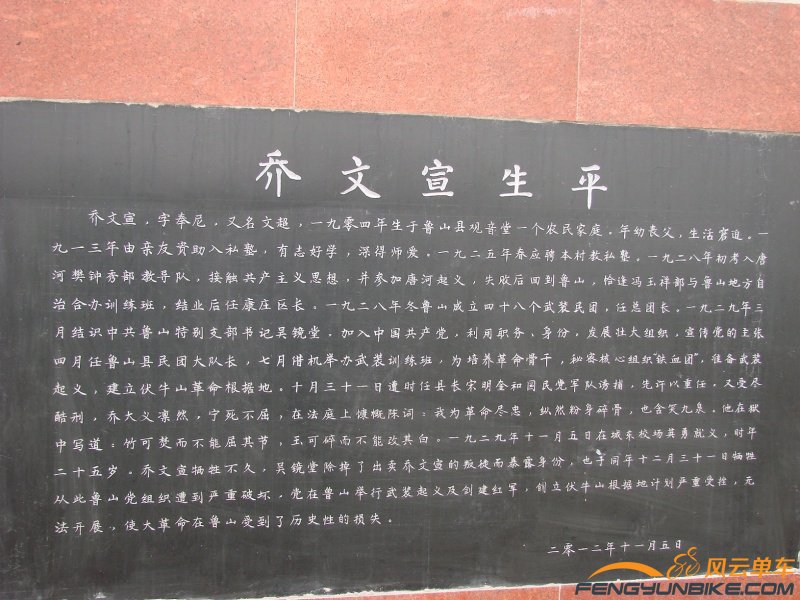 乔文宣生平
乔文宣，字奉尼，又名文超，一九零四年生于鲁山县观音堂一个农民家庭。年幼丧父，生活窘迫。一
九一三年由亲友资助入私塾，有志好学，深得师爱。一九二五年春应聘本村教私塾。一九二八年初考入唐
河樊钟秀部教导队，接触共产主义思想，并参加唐河起义，失败后回到鲁山，恰逢冯玉祥部与鲁山地方自
治合办训练班，结业后任康庄区长。一九二八年冬鲁山成立四十八个武装民团，任总团长。一九二九年三
月结识中共鲁山特别支部书记吴镜堂，加入中国共产党，利用职务、身份，发展壮大组织，宣传党的主张
四月任鲁山县民团大队长，七月借机举办武装训练班，为培养革命骨干，秘密核心组织"铁血团"，准备武装
起义，建立伏牛山革命根据地。十月三十一日遭时任县长宋明金和国民党军队诱捕，先许以重任，又受尽
酷刑，乔大义凛然，宁死不屈，在法庭上慷概陈词：我为革命尽忠，纵然粉身碎骨，也含笑九泉。他在狱
中写道：竹可焚而不能屈其节，玉可碎而不能改其白。一九二九年十一月五日在城东校场英勇就义，时年
二十五岁。乔文宣牺牲不久，吴镜堂除掉了出卖乔文宣的叛徒而暴露身份，也于同年十二月三十一日牺牲
从此鲁山党组织遭到严重破坏，党在鲁山举行武装起义及创建红军，创立伏牛山根据地计划严重受挫，无
法开展，使大革命在鲁山受到了历史性的损失。
二零一二年十一月五日
风云单车
FENGYUNBIKE.COM